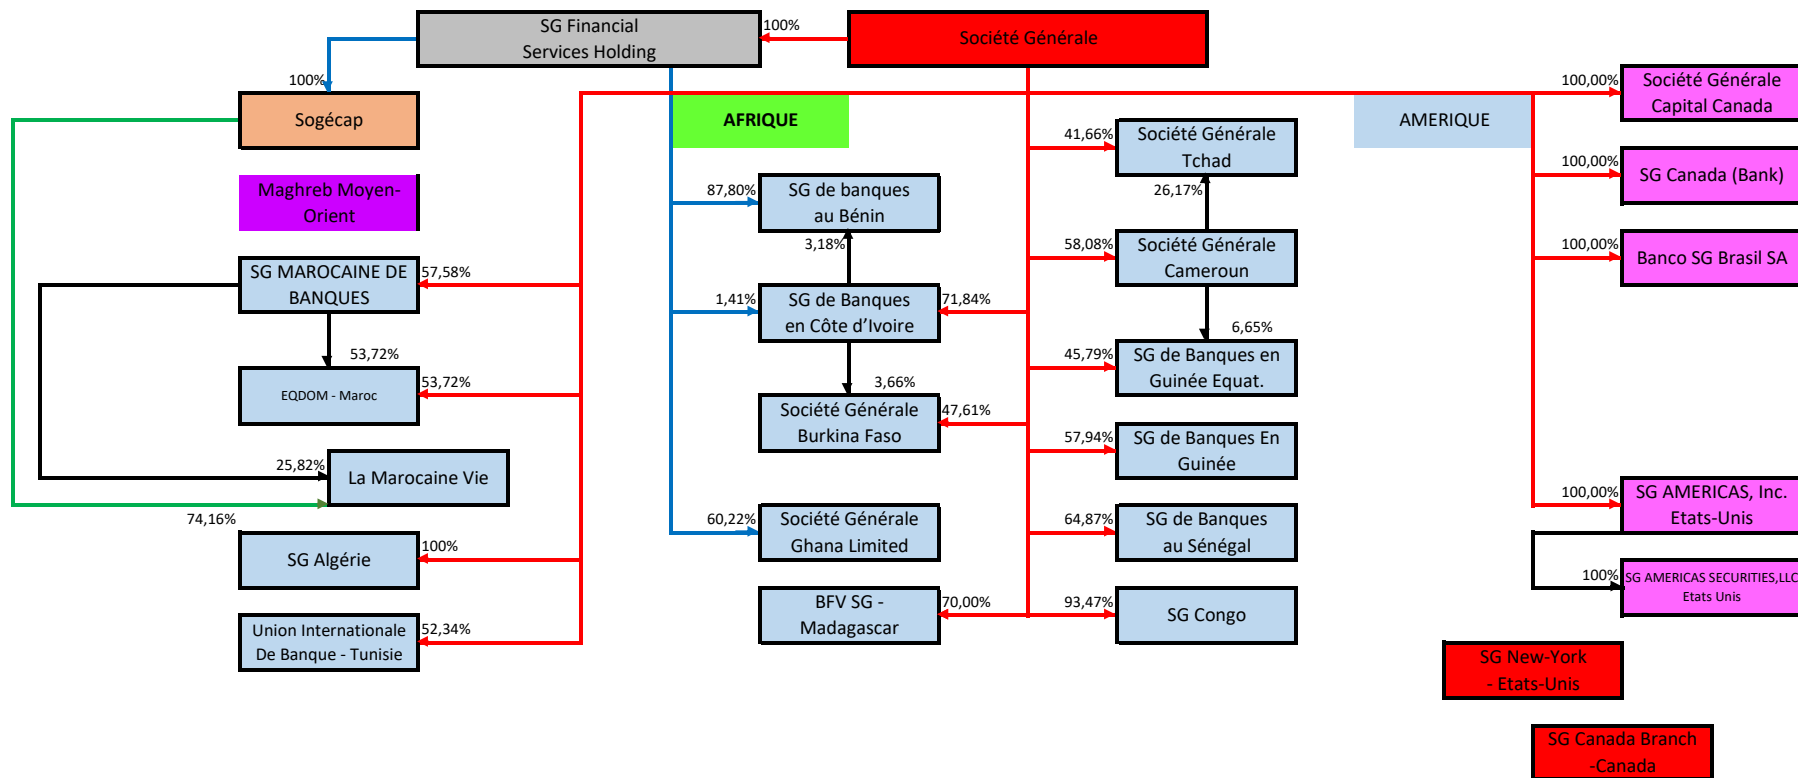 SG Financial
Services Holding
100%
Société Générale
100%
Sogécap
AFRIQUE
AMERIQUE
100,00%
Société Générale
Capital Canada
41,66%
Société Générale
Tchad
100,00%
SG Canada (Bank)
Maghreb Moyen-
Orient
87,80%
SG de banques
au Bénin
26,17%
3,18%
58,08%
Société Générale
Cameroun
100,00%
Banco SG Brasil SA
SG MAROCAINE DE
BANQUES
57,58%
1,41%
SG de Banques
en Côte d’Ivoire
71,84%
6,65%
53,72%
45,79%
SG de Banques en
Guinée Equat.
EQDOM - Maroc
53,72%
3,66%
Société Générale
Burkina Faso
47,61%
57,94%
SG de Banques En
Guinée
25,82%
La Marocaine Vie
74,16%
60,22%
Société Générale
Ghana Limited
64,87%
SG de Banques
au Sénégal
100,00%
SG AMERICAS, Inc.
Etats-Unis
SG Algérie
100%
100%
SG AMERICAS SECURITIES,LLC
Etats Unis
BFV SG -
Madagascar
70,00%
93,47%
SG Congo
Union Internationale
De Banque - Tunisie
52,34%
SG New-York
- Etats-Unis
SG Canada Branch
-Canada